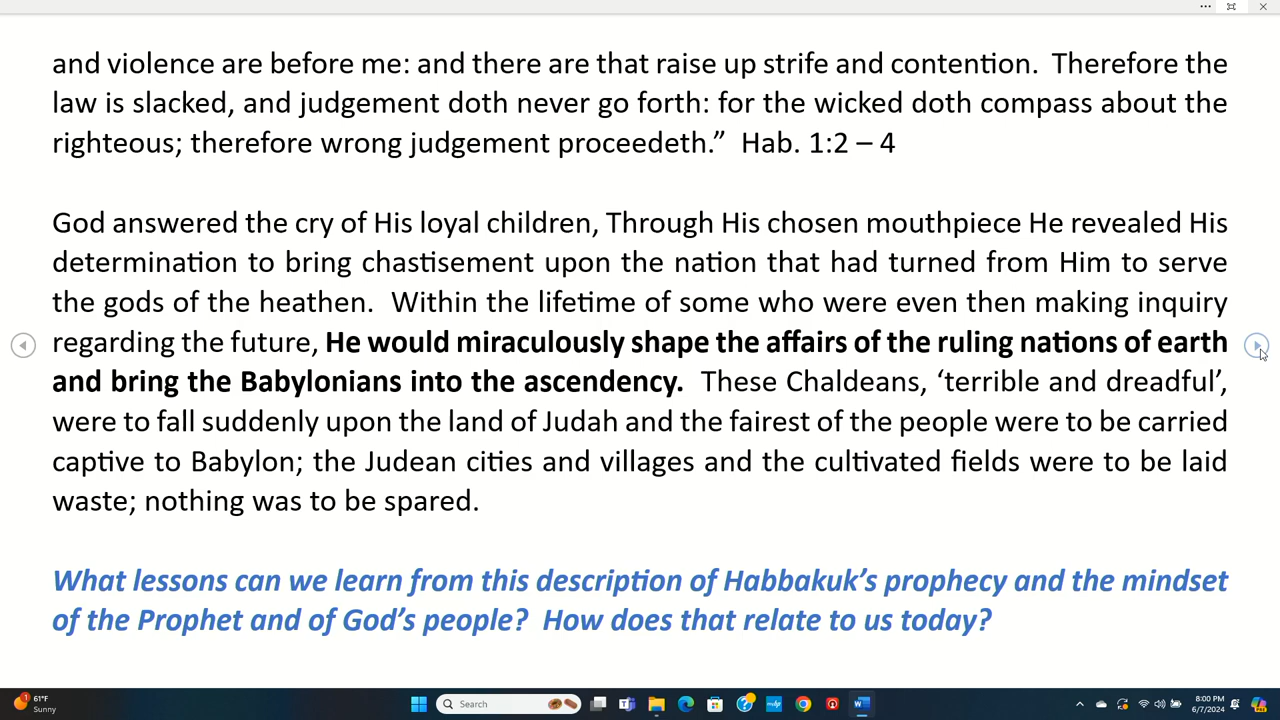 and violence are before me: and there are that raise up strife and contention.  Therefore the
law is slacked, and judgement doth never go forth: for the wicked doth compass about the
righteous; therefore wrong judgement proceedeth.”  Hab. 1:2 – 4
God answered the cry of His loyal children, Through His chosen mouthpiece He revealed His
determination to bring chastisement upon the nation that had turned from Him to serve
the gods of the heathen.  Within the lifetime of some who were even then making inquiry
regarding the future, He would miraculously shape the affairs of the ruling nations of earth
and bring the Babylonians into the ascendency.  These Chaldeans, ‘terrible and dreadful’,
were to fall suddenly upon the land of Judah and the fairest of the people were to be carried
captive to Babylon; the Judean cities and villages and the cultivated fields were to be laid
waste; nothing was to be spared.
What lessons can we learn from this description of Habbakuk’s prophecy and the mindset
of the Prophet and of God’s people?  How does that relate to us today?
1
61°F
Sunny
Search
8:00 PM
6/7/2024